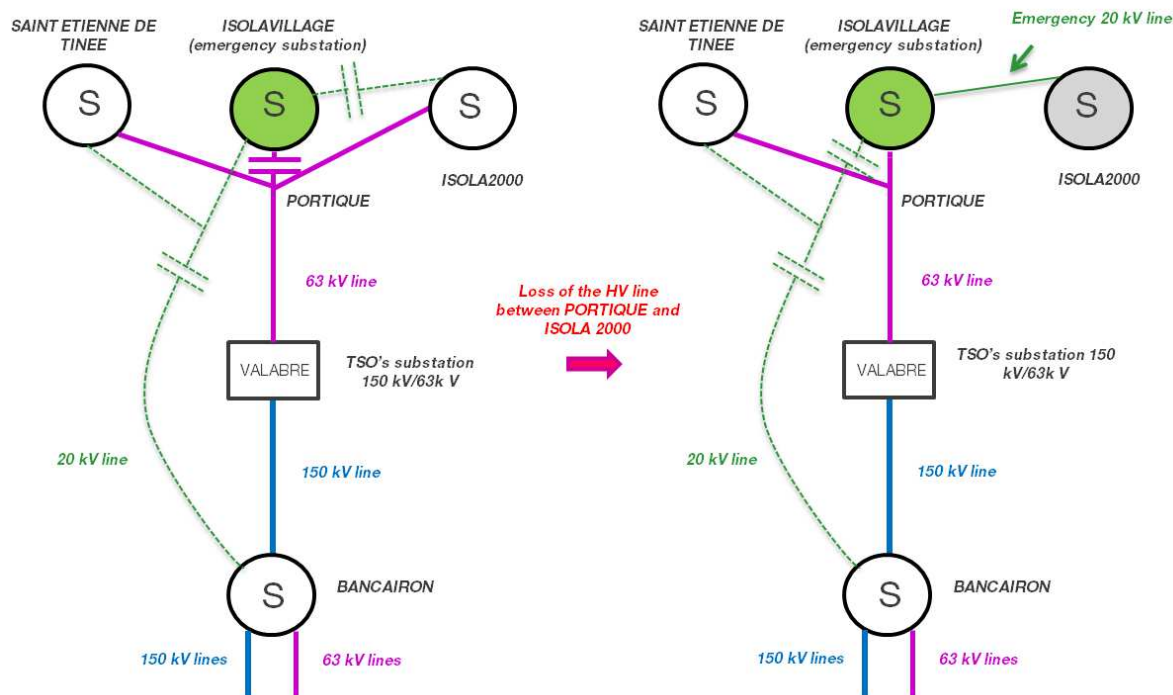 SAINT ETIENNE DE
TINEE
ISOLAVILLAGE
(emergency substation)
S
S
S
ISOLA2000
PORTIQUE
63 kV line
VALABRE
TSO's substation
150 kV/63k V
20 kV line
150 kV line
S
BANCAIRON
150 kV lines
63 kV lines
Loss of the HV line
between PORTIQUE and
ISOLA 2000
SAINT ETIENNE DE
TINEE
ISOLAVILLAGE
(emergency substation)
Emergency 20 kV line
S
S
S
ISOLA2000
PORTIQUE
63 kV line
VALABRE
TSO's substation 150
kV/63k V
20 kV line
150 kV line
S
BANCAIRON
150 kV lines
63 kV lines